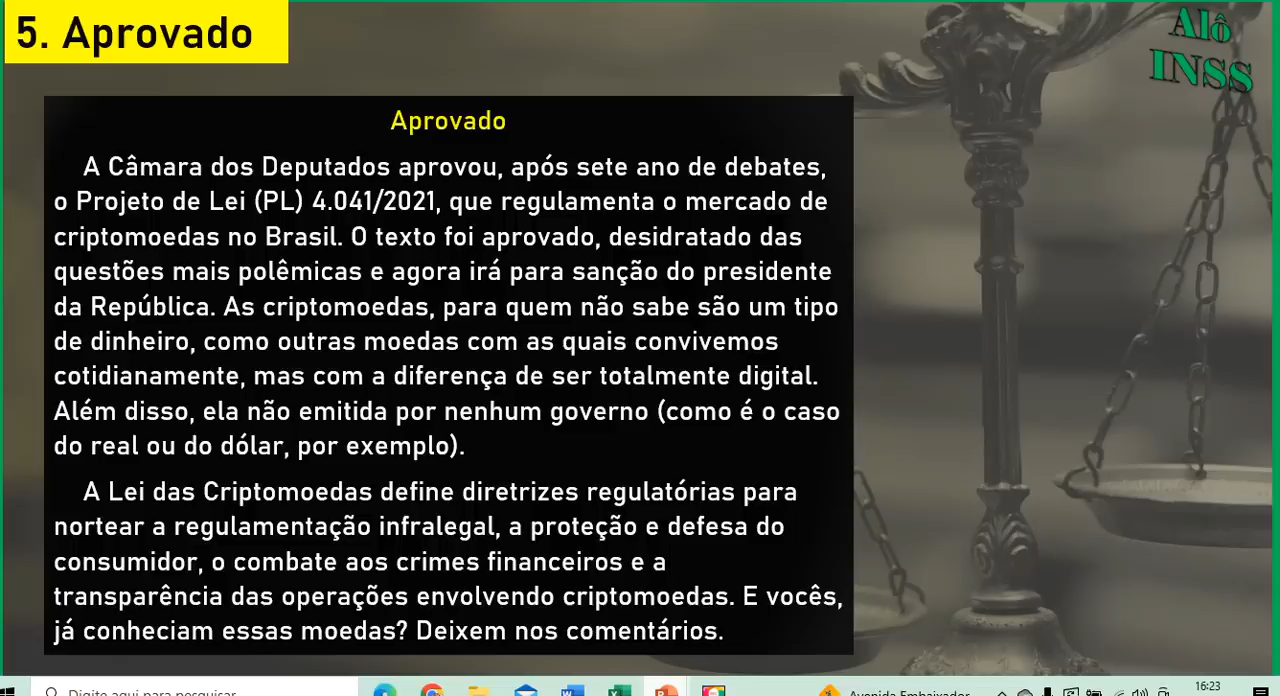 5. Aprovado
Alô
INSS
Aprovado
A Câmara dos Deputados aprovou, após sete ano de debates,
o Projeto de Lei (PL) 4.041/2021, que regulamenta o mercado de
criptomoedas no Brasil. O texto foi aprovado, desidratado das
questões mais polêmicas e agora irá para sanção do presidente
da República. As criptomoedas, para quem não sabe são um tipo
de dinheiro, como outras moedas com as quais convivemos
cotidianamente, mas com a diferença de ser totalmente digital.
Além disso, ela não emitida por nenhum governo (como é o caso
do real ou do dólar, por exemplo).
A Lei das Criptomoedas define diretrizes regulatórias para
nortear a regulamentação infralegal, a proteção e defesa do
consumidor, o combate aos crimes financeiros e a
transparência das operações envolvendo criptomoedas. E vocês,
já conheciam essas moedas? Deixem nos comentários.
Digite aqui para pesquisar
Avenida Embaixador
16:23